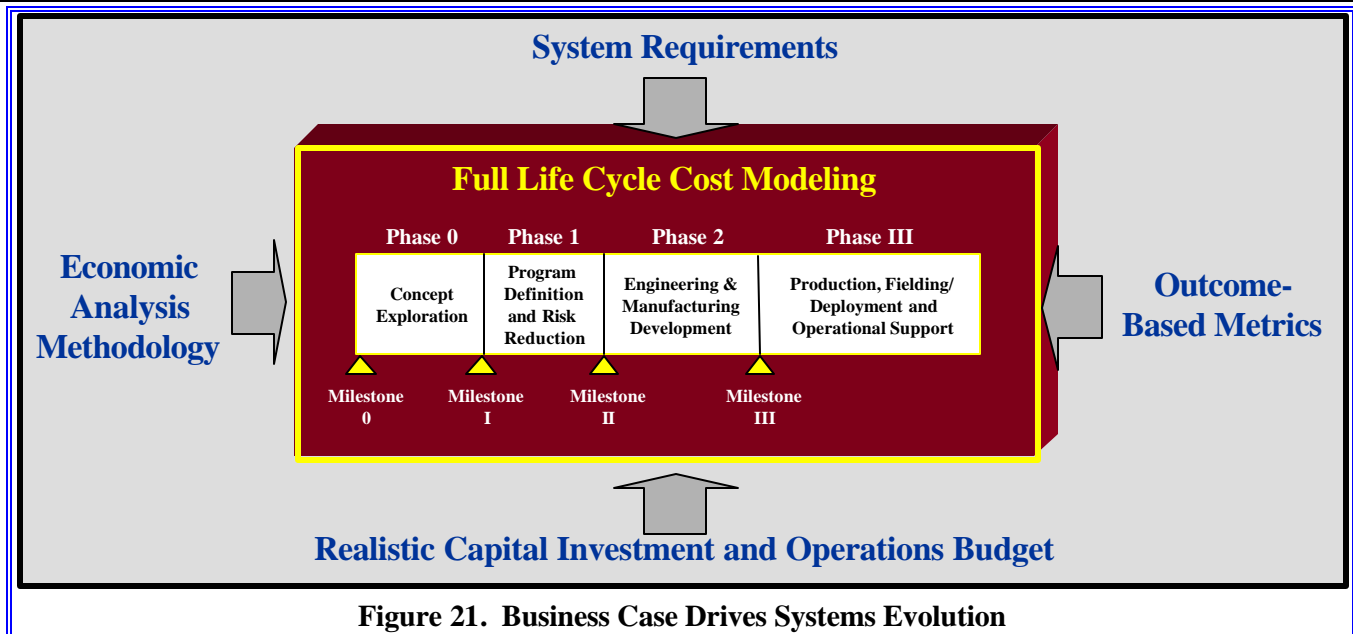 System Requirements
Full Life Cycle Cost Modeling
Phase 0
Phase 1
Phase 2
Phase III
Concept
Exploration
Program
Definition
and Risk
Reduction
Engineering &
Manufacturing
Development
Production, Fielding/
Deployment and
Operational Support
Milestone
0
Milestone
I
Milestone
II
Milestone
III
Economic
Analysis
Methodology
Outcome-
Based Metrics
Realistic Capital Investment and Operations Budget
Figure 21. Business Case Drives Systems Evolution